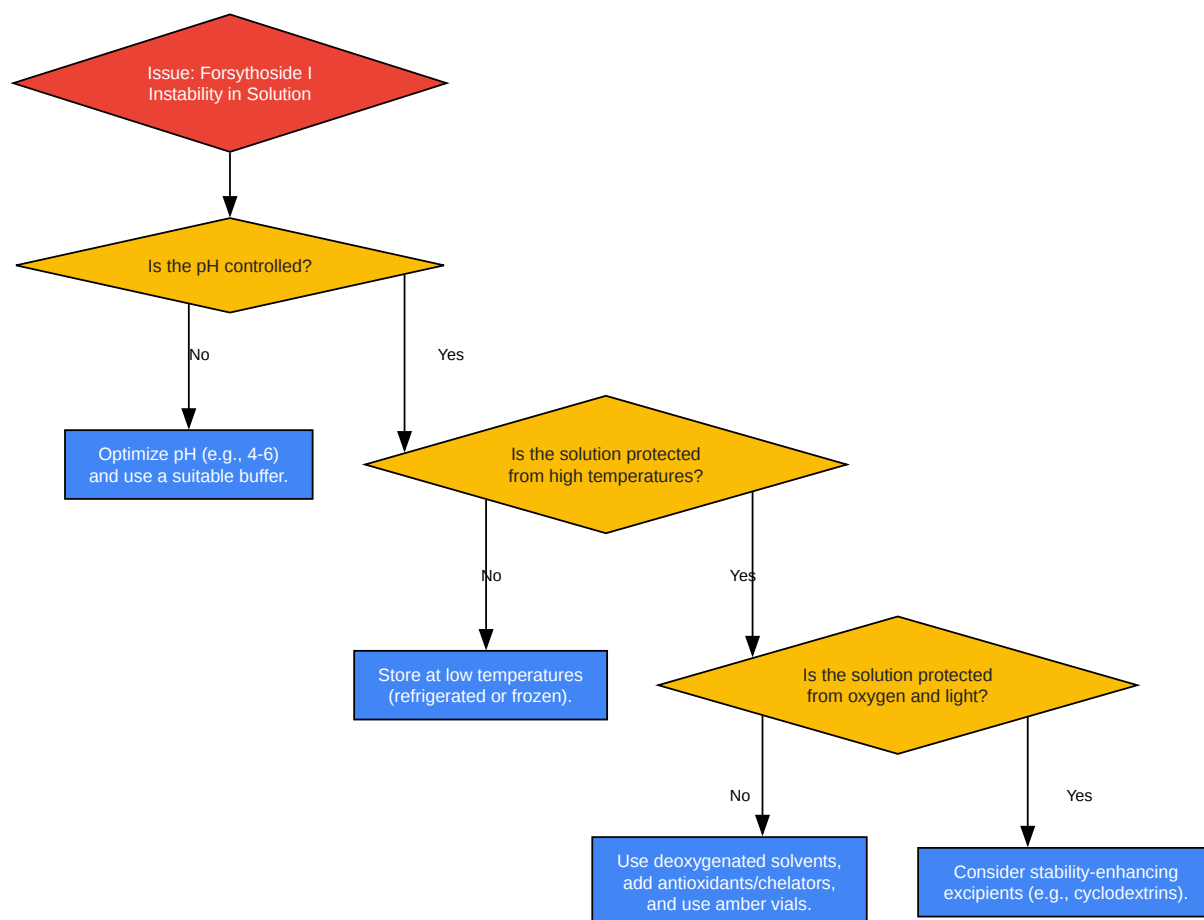 Issue: Forsythoside I
Instability in Solution
Is the pH controlled?
No
Yes
Optimize pH (e.g., 4-6)
and use a suitable buffer.
Is the solution protected
from high temperatures?
No
Yes
Store at low temperatures
(refrigerated or frozen).
Is the solution protected
from oxygen and light?
No
Yes
Use deoxygenated solvents,
add antioxidants/chelators,
and use amber vials.
Consider stability-enhancing
excipients (e.g., cyclodextrins).